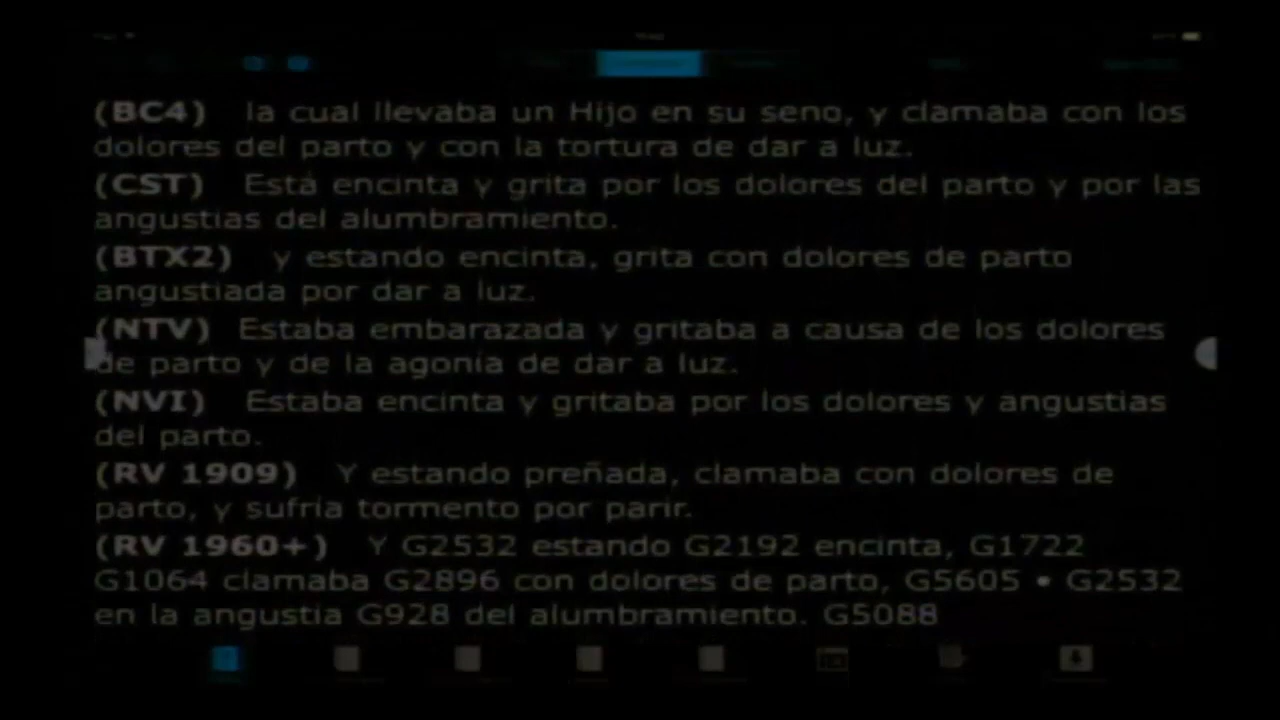 (BC4) la cual llevaba un Hijo en su seno, y clamaba con los
dolores del parto y con la tortura de dar a luz.
(CST) Está encinta y grita por los dolores del parto y por las
angustias del alumbramiento.
(BTX2) y estando encinta, grita con dolores de parto
angustiada por dar a luz.
(NTV) Estaba embarazada y gritaba a causa de los dolores
de parto y de la agonía de dar a luz.
(NVI) Estaba encinta y gritaba por los dolores y angustias
del parto.
(RV 1909) Y estando preñada, clamaba con dolores de
parto, y sufría tormento por parir.
(RV 1960+) Y G2532 estando G2192 encinta, G1722
G1064 clamaba G2896 con dolores de parto, G5605 • G2532
en la angustia G928 del alumbramiento. G5088